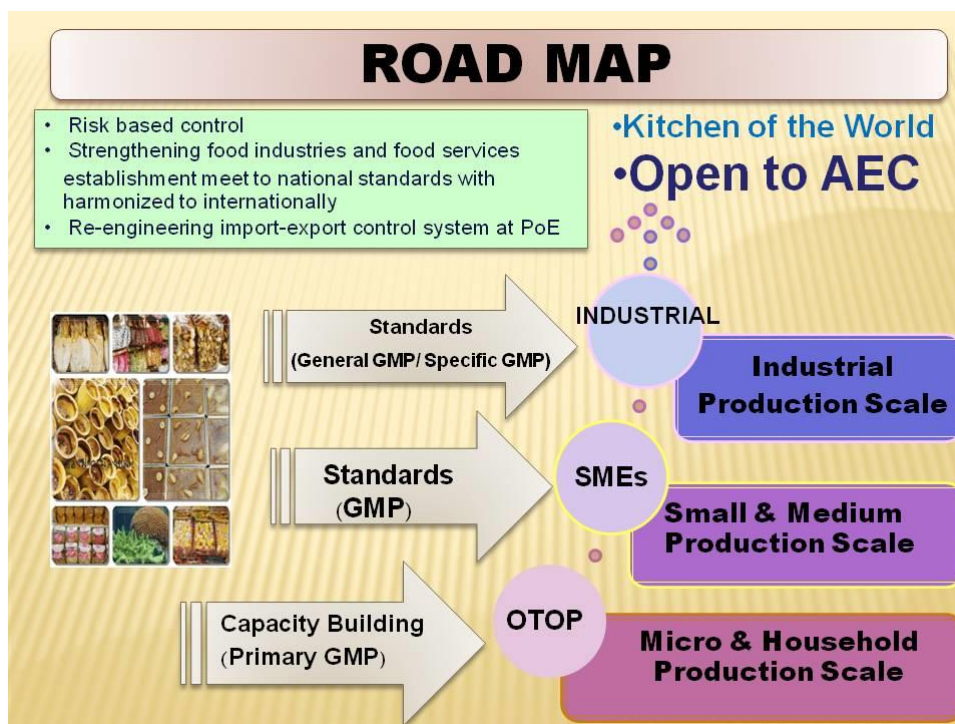 ROAD MAP
• Risk based control
• Strengthening food industries and food services
establishment meet to national standards with
harmonized to internationally
• Re-engineering import-export control system at PoE
•Kitchen of the World
•Open to AEC
Standards
(General GMP/ Specific GMP)
INDUSTRIAL
Industrial
Production Scale
Standards
(GMP)
SMEs
Small & Medium
Production Scale
Capacity Building
(Primary GMP)
OTOP
Micro & Household
Production Scale